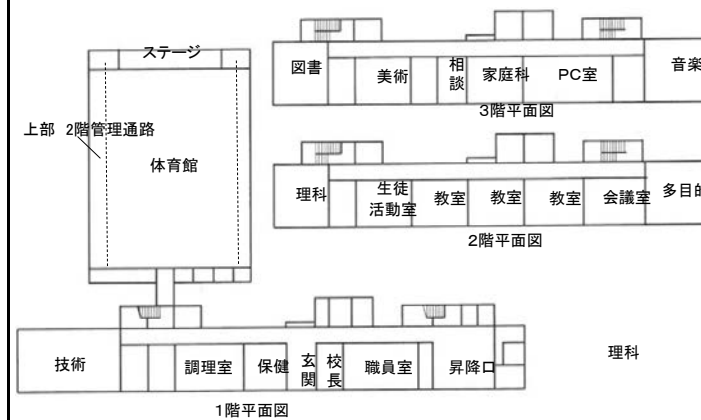 ステージ
上部 2階管理通路
体育館
図書
美術
相談
家庭科
PC室
音楽
3階平面図
理科
生徒
活動室
教室
教室
教室
会議室
多目的
2階平面図
技術
調理室
保健
玄関
校長
職員室
昇降口
理科
1階平面図